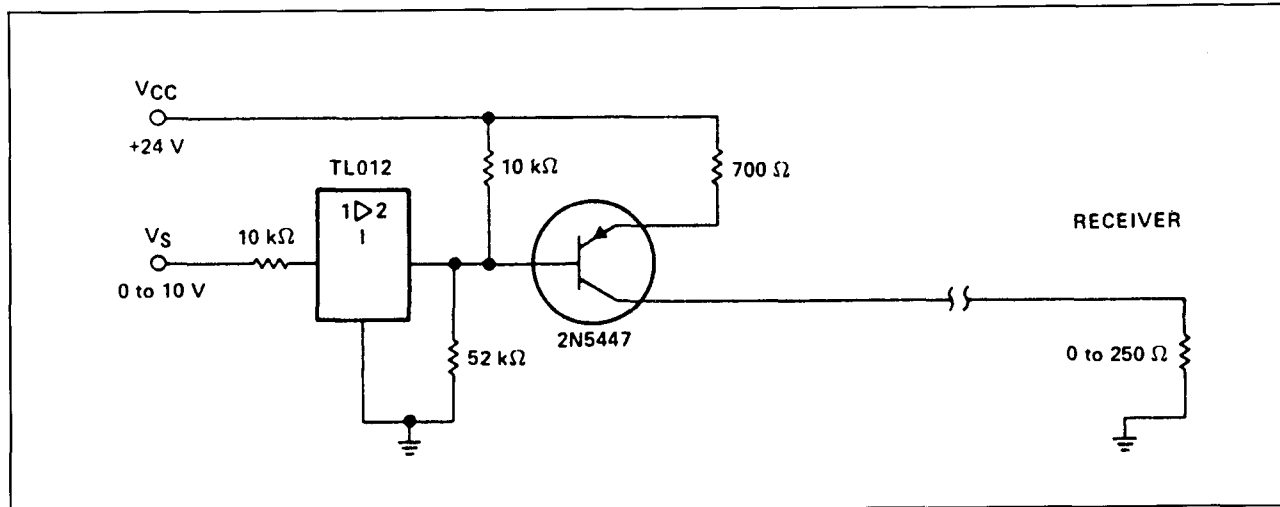 VCC
+24 V
TL012
10 kΩ
700 Ω
1▷2
I
RECEIVER
VS
10 kΩ
0 to 10 V
2N5447
52 kΩ
0 to 250 Ω